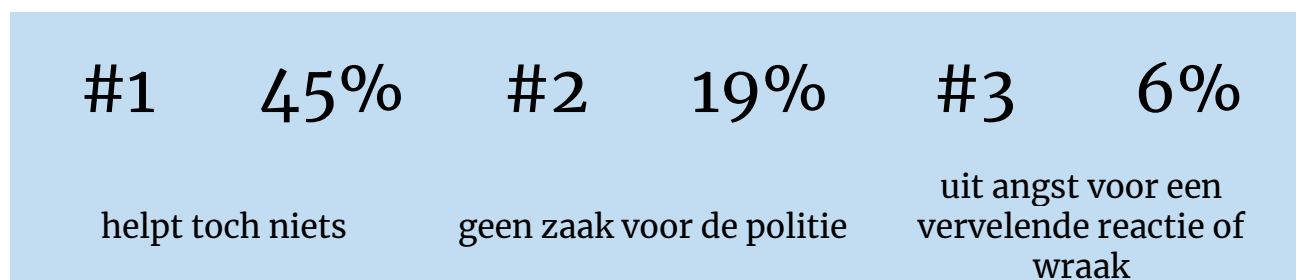 #1 45% #2 19% #3 6%
helpt toch niets
geen zaak voor de politie
uit angst voor een
vervelende reactie of
wraak